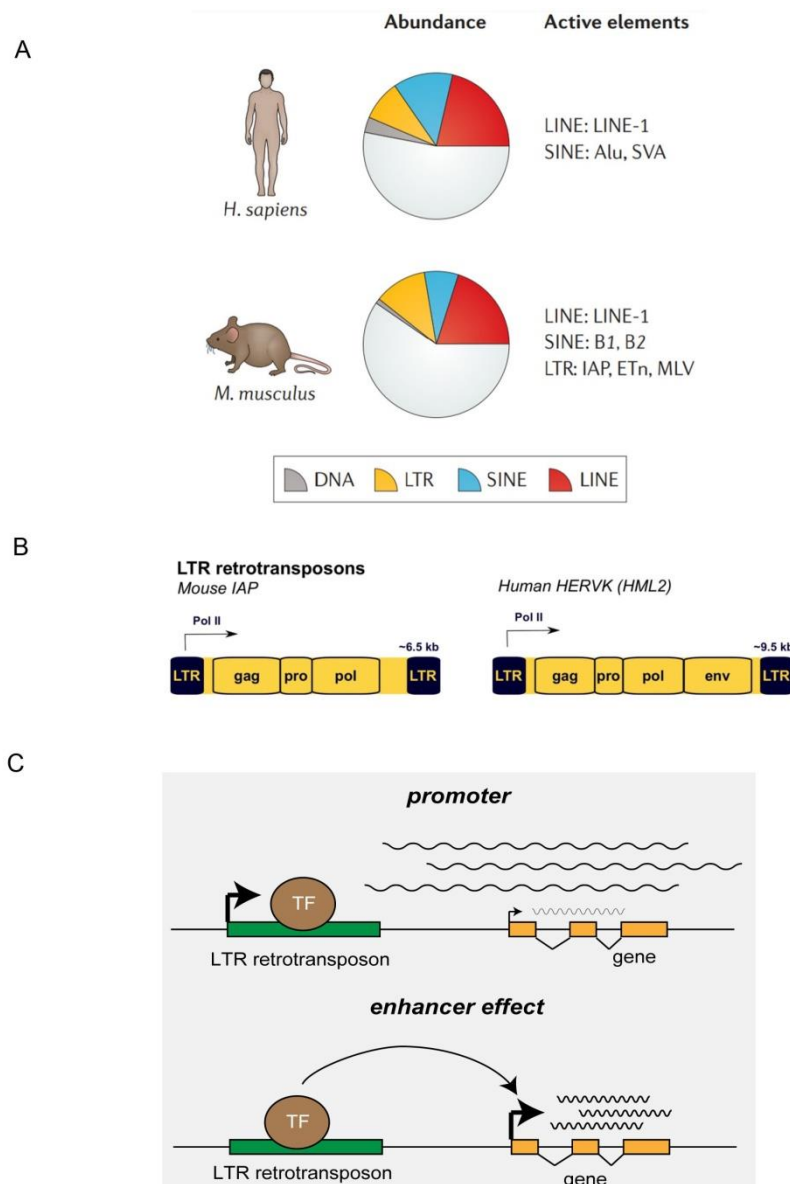 A
Abundance Active elements
LINE: LINE-1
SINE: Alu, SVA
H. sapiens
LINE: LINE-1
SINE: B1, B2
LTR: IAP, ETn, MLV
M. musculus
DNA LTR SINE LINE
B
LTR retrotransposons
Mouse IAP
Pol II
~6.5 kb
LTR gag pro pol LTR
Human HERVK (HML2)
Pol II
~9.5 kb
LTR gag pro pol env LTR
C
promoter
TF
LTR retrotransposon
gene
enhancer effect
TF
LTR retrotransposon
gene